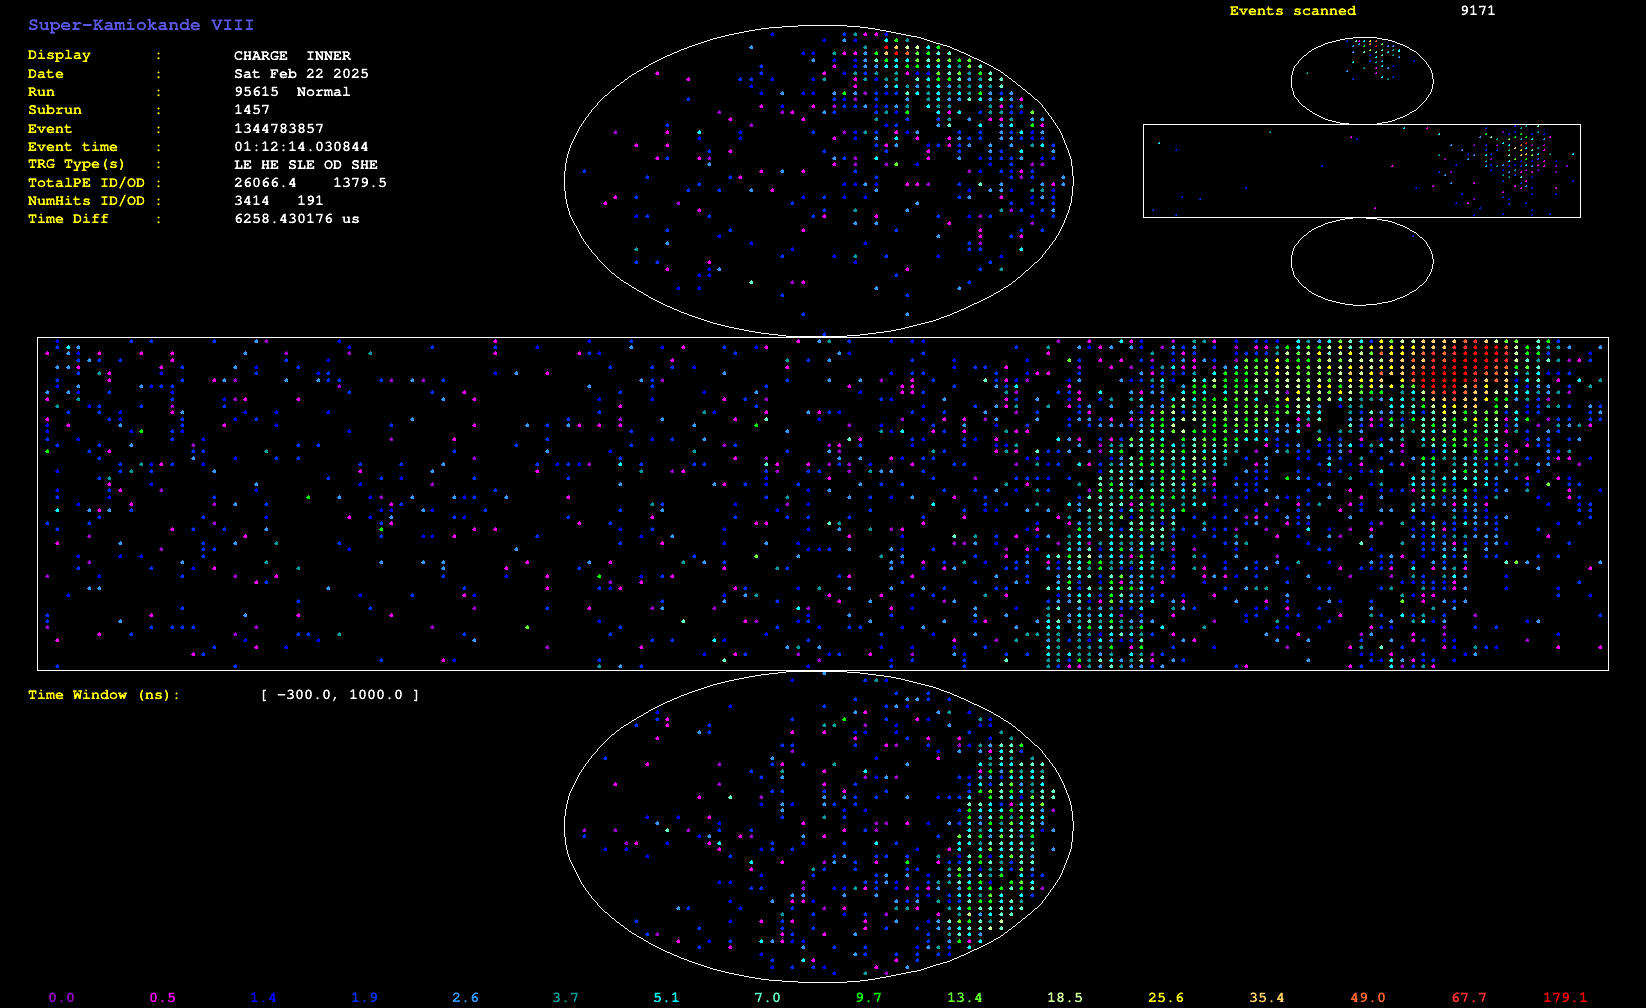 Super-Kamiokande VIII
Events scanned 9171
Display : CHARGE INNER
Date : Sat Feb 22 2025
Run : 95615 Normal
Subrun : 1457
Event : 1344783857
Event time : 01:12:14.030844
TRG Type(s) : LE HE SLE OD SHE
TotalPE ID/OD : 26066.4 1379.5
NumHits ID/OD : 3414 191
Time Diff : 6258.430176 us
Time Window (ns): [ -300.0, 1000.0 ]
0.0 0.5 1.4 1.9 2.6 3.7 5.1 7.0 9.7 13.4 18.5 25.6 35.4 49.0 67.7 179.1